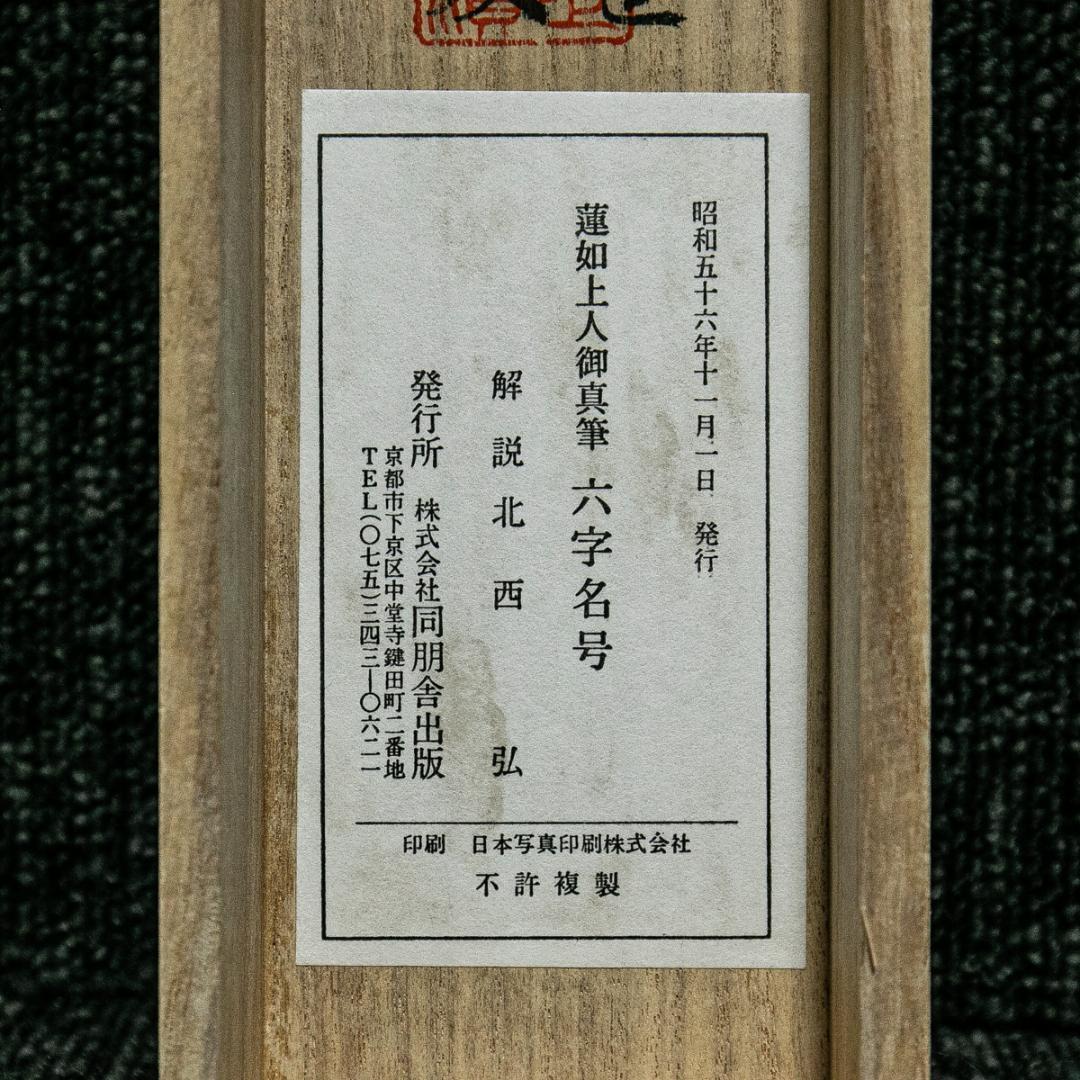 昭和五十六年十一月一日　発行
蓮如上人御真筆　六字名号
解説　北西　弘
発行所　株式会社同朋舎出版
京都市下京区中堂寺鍵田町二番地
TEL(〇七五)三四三―〇六二一
印刷　日本写真印刷株式会社
不許複製